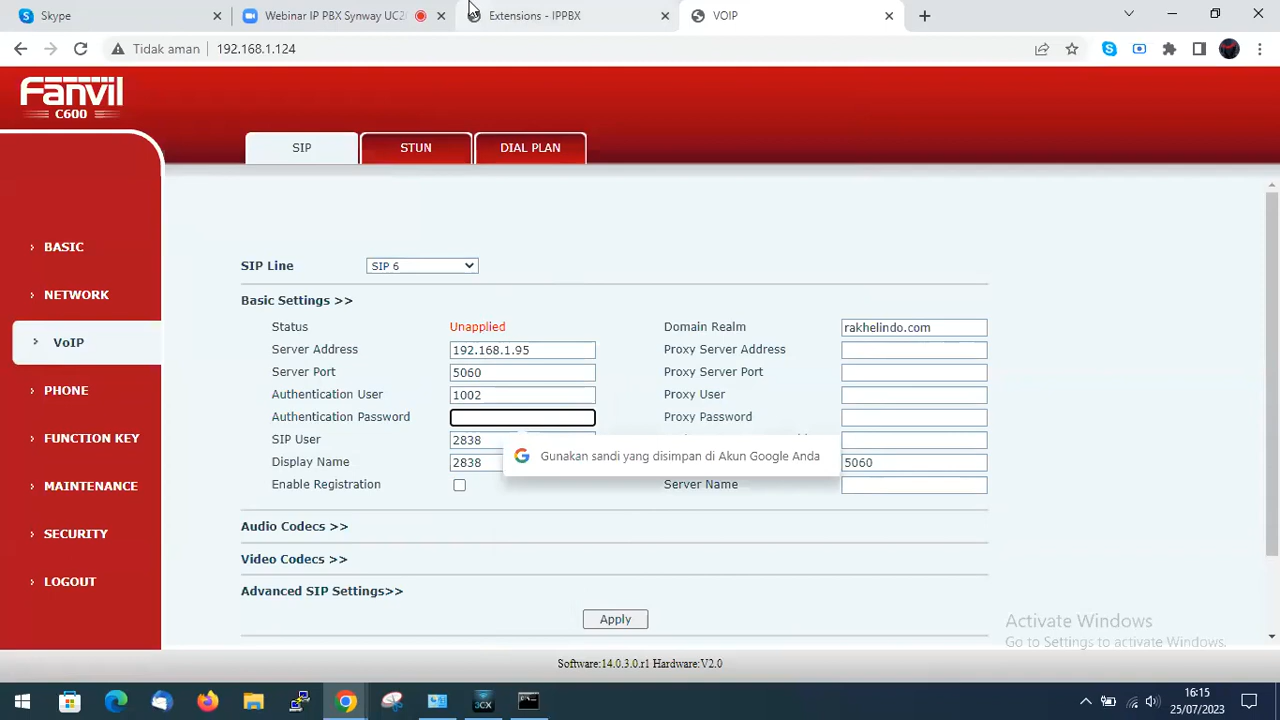 Skype
Webinar IP PBX Synway UC2
Extensions - IPPBX
VOIP
Tidak aman
192.168.1.124
Fanvil
C600
SIP
STUN
DIAL PLAN
BASIC
NETWORK
VoIP
PHONE
FUNCTION KEY
MAINTENANCE
SECURITY
LOGOUT
SIP Line
SIP 6
Basic Settings >>
Status Unapplied Domain Realm rakhelindo.com
Server Address 192.168.1.95 Proxy Server Address
Server Port 5060 Proxy Server Port
Authentication User 1002 Proxy User
Authentication Password Proxy Password
SIP User 2838
Gunakan sandi yang disimpan di Akun Google Anda
Display Name 2838 5060
Enable Registration Server Name
Audio Codecs >>
Video Codecs >>
Advanced SIP Settings>>
Apply
Activate Windows
Go to Settings to activate Windows.
Software:14.0.3.0.r1 Hardware:V2.0
3CX
16:15
25/07/2023